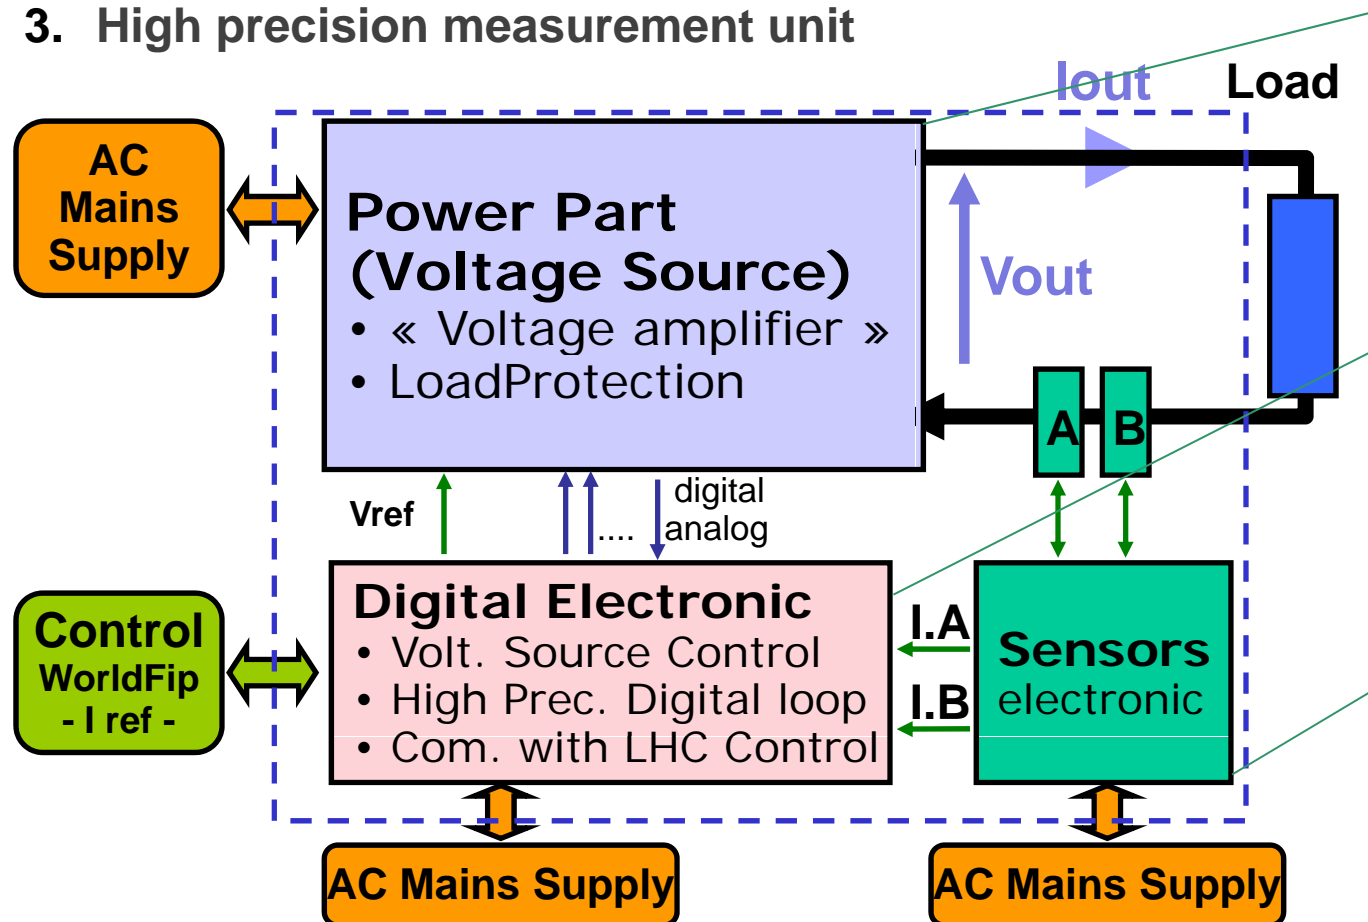 3. High precision measurement unit
Iout
Load
AC
Mains
Supply
Power Part
(Voltage Source)
• « Voltage amplifier »
• LoadProtection
Vout
A
B
Vref
....
digital
analog
Control
WorldFip
- I ref -
Digital Electronic
• Volt. Source Control
• High Prec. Digital loop
• Com. with LHC Control
I.A
I.B
Sensors
electronic
AC Mains Supply
AC Mains Supply